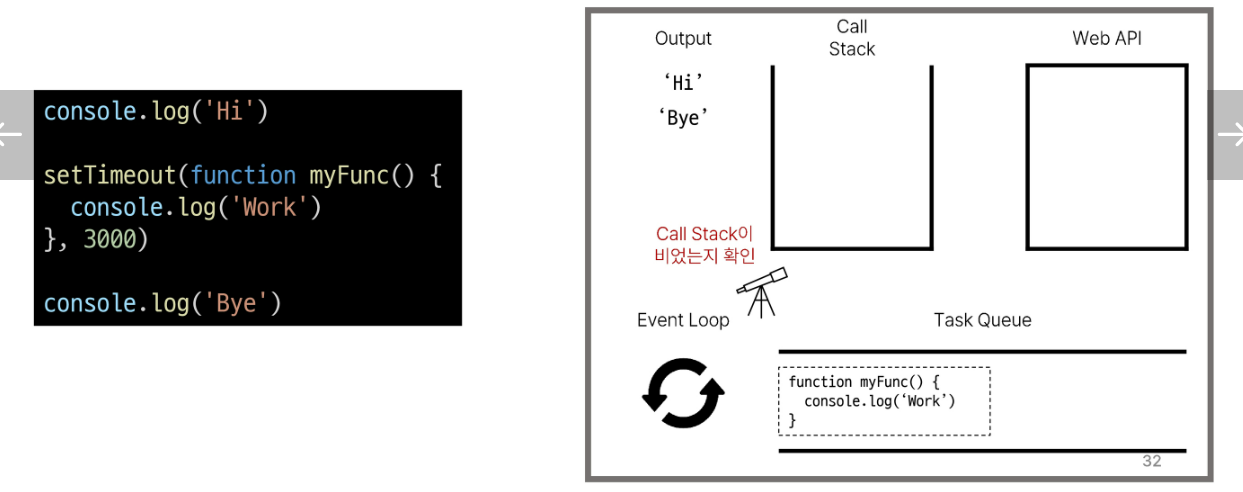 console.log('Hi')
setTimeout(function myFunc() {
  console.log('Work')
}, 3000)
console.log('Bye')
Output
Call
Stack
Web API
‘Hi’
‘Bye’
Call Stack이
비었는지 확인
Event Loop
Task Queue
function myFunc() {
  console.log(‘Work’)
}
32